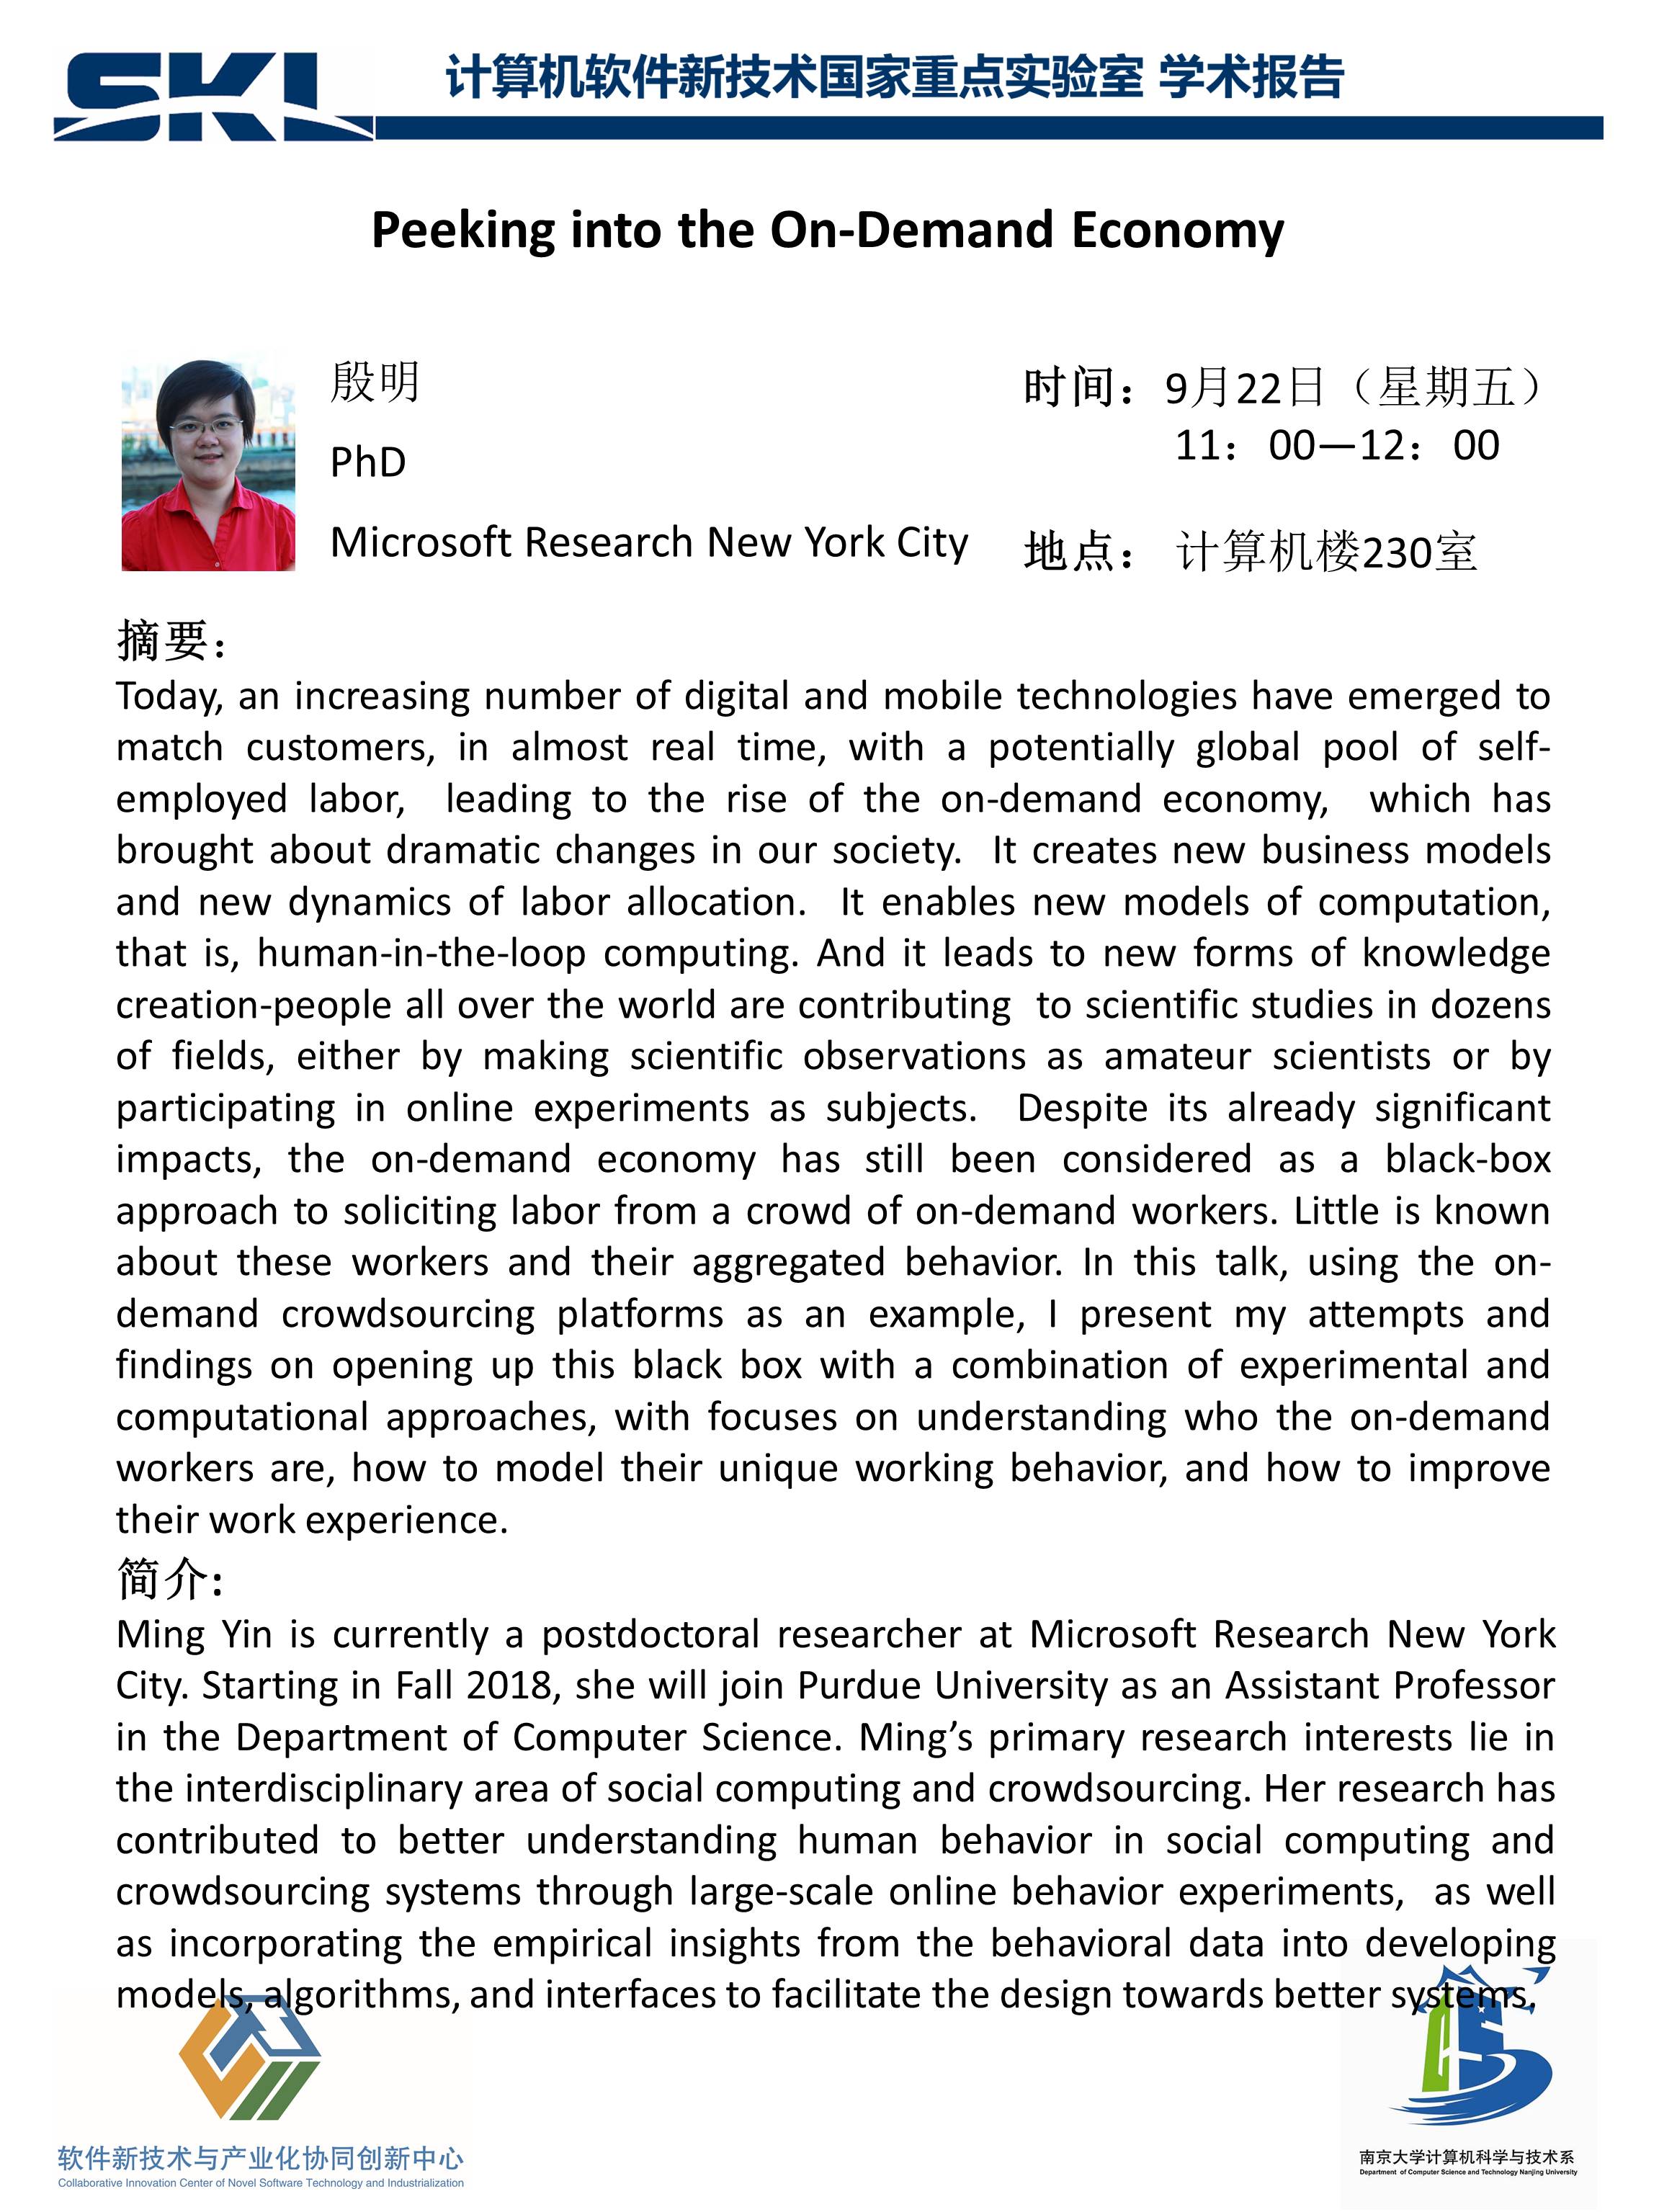 SKL
计算机软件新技术国家重点实验室 学术报告
Peeking into the On-Demand Economy
殷明
PhD
Microsoft Research New York City
时间：9月22日（星期五）
11：00—12：00
地点： 计算机楼230室
摘要：
Today, an increasing number of digital and mobile technologies have emerged to
match customers, in almost real time, with a potentially global pool of self-
employed labor, leading to the rise of the on-demand economy, which has
brought about dramatic changes in our society. It creates new business models
and new dynamics of labor allocation. It enables new models of computation,
that is, human-in-the-loop computing. And it leads to new forms of knowledge
creation-people all over the world are contributing to scientific studies in dozens
of fields, either by making scientific observations as amateur scientists or by
participating in online experiments as subjects. Despite its already significant
impacts, the on-demand economy has still been considered as a black-box
approach to soliciting labor from a crowd of on-demand workers. Little is known
about these workers and their aggregated behavior. In this talk, using the on-
demand crowdsourcing platforms as an example, I present my attempts and
findings on opening up this black box with a combination of experimental and
computational approaches, with focuses on understanding who the on-demand
workers are, how to model their unique working behavior, and how to improve
their work experience.
简介:
Ming Yin is currently a postdoctoral researcher at Microsoft Research New York
City. Starting in Fall 2018, she will join Purdue University as an Assistant Professor
in the Department of Computer Science. Ming’s primary research interests lie in
the interdisciplinary area of social computing and crowdsourcing. Her research has
contributed to better understanding human behavior in social computing and
crowdsourcing systems through large-scale online behavior experiments, as well
as incorporating the empirical insights from the behavioral data into developing
models, algorithms, and interfaces to facilitate the design towards better systems.
软件新技术与产业化协同创新中心
Collaborative Innovation Center of Novel Software Technology and Industrialization
南京大学计算机科学与技术系
Department of Computer Science and Technology Nanjing University